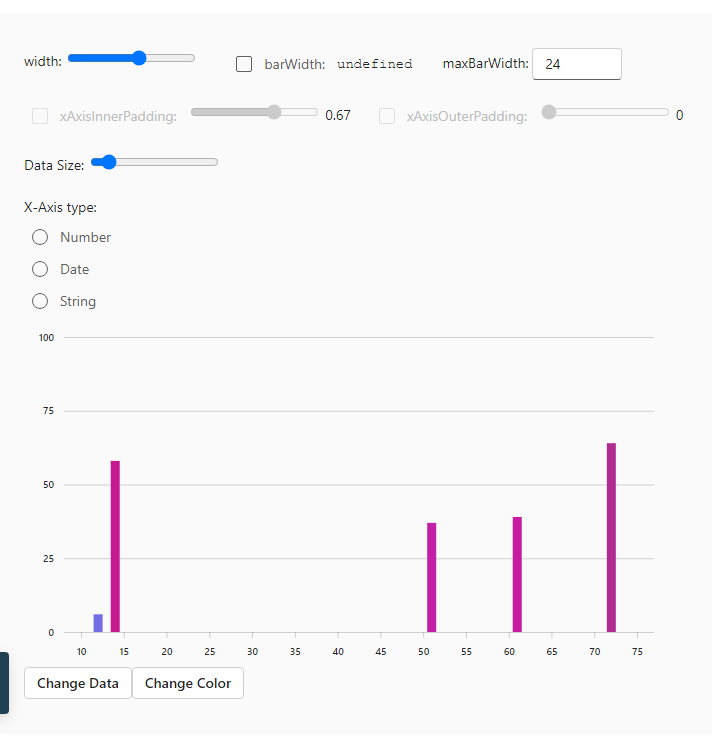 width: barWidth: undefined maxBarWidth: 24
xAxisInnerPadding: 0.67 xAxisOuterPadding: 0
Data Size:
X-Axis type:
Number
Date
String
100
75
50
25
0
10 15 20 25 30 35 40 45 50 55 60 65 70 75
Change Data Change Color